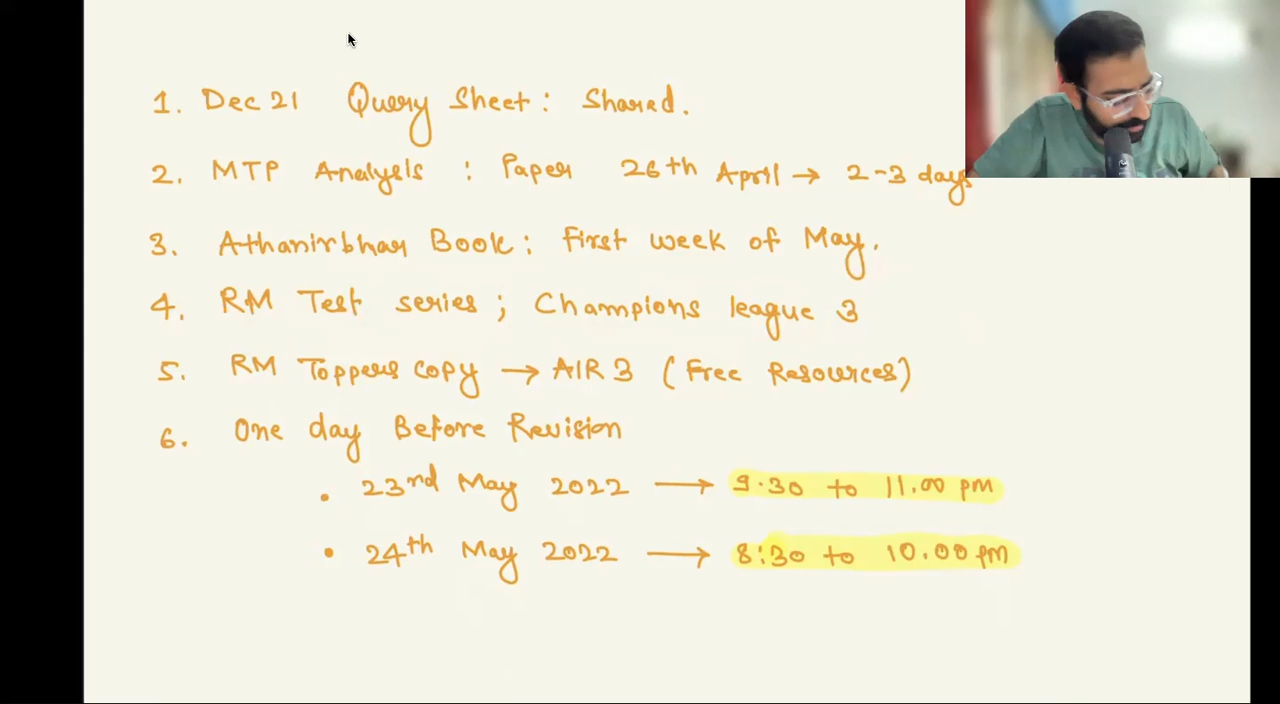 1. Dec 21 Query Sheet : Shared.
2. MTP Analysis : Paper 26th April → 2-3 days
3. Athanirbhar Book : First week of May.
4. RM Test series ; Champions league 3
5. RM Toppers copy → AIR 3 (Free Resources)
6. One day Before Revision
• 23rd May 2022 → 9.30 to 11.00 pm
• 24th May 2022 → 8:30 to 10.00 pm